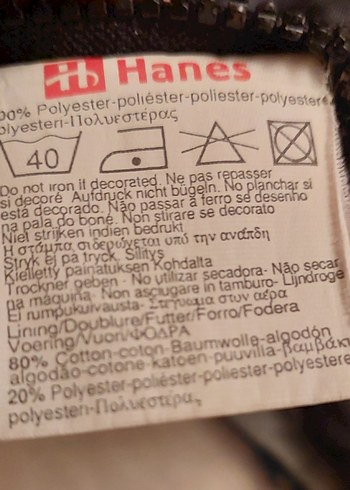 Hanes
00% Polyester-poliéster-poliester-polyestere
olyesteri-Πολυεστέρας
40
Do not iron if decorated. Ne pas repasser
si décoré. Aufdruck nicht bügeln. No planchar si
está decorado. Não passar a ferro se desenho
na pala do boné. Non stirare se decorato
Niet strijken indien bedrukt
Η στάμπα σιδερώνεται υπό την ανάπδη
Stryk ej på tryck. Silitys
Kielletty painatuksen Kohdalta
Trockner geben - No utilizar secadora- Não secar
na máquina- Non asciugare in tamburo- Lijndroge
Ei rumpukuivausta- Στέγνωμα στον αέρα
Lining/Doublure/Futter/Forro/Fodera
Voering/Vuori/ΦΟΔΡΑ
80% Cotton-coton-Baumwolle-algodón
algodão-cotone-katoen-puuvilla-βαμβάκι
20% Polyester-poliéster-poliester-polyestere
polyesteri-Πολυεστέρας